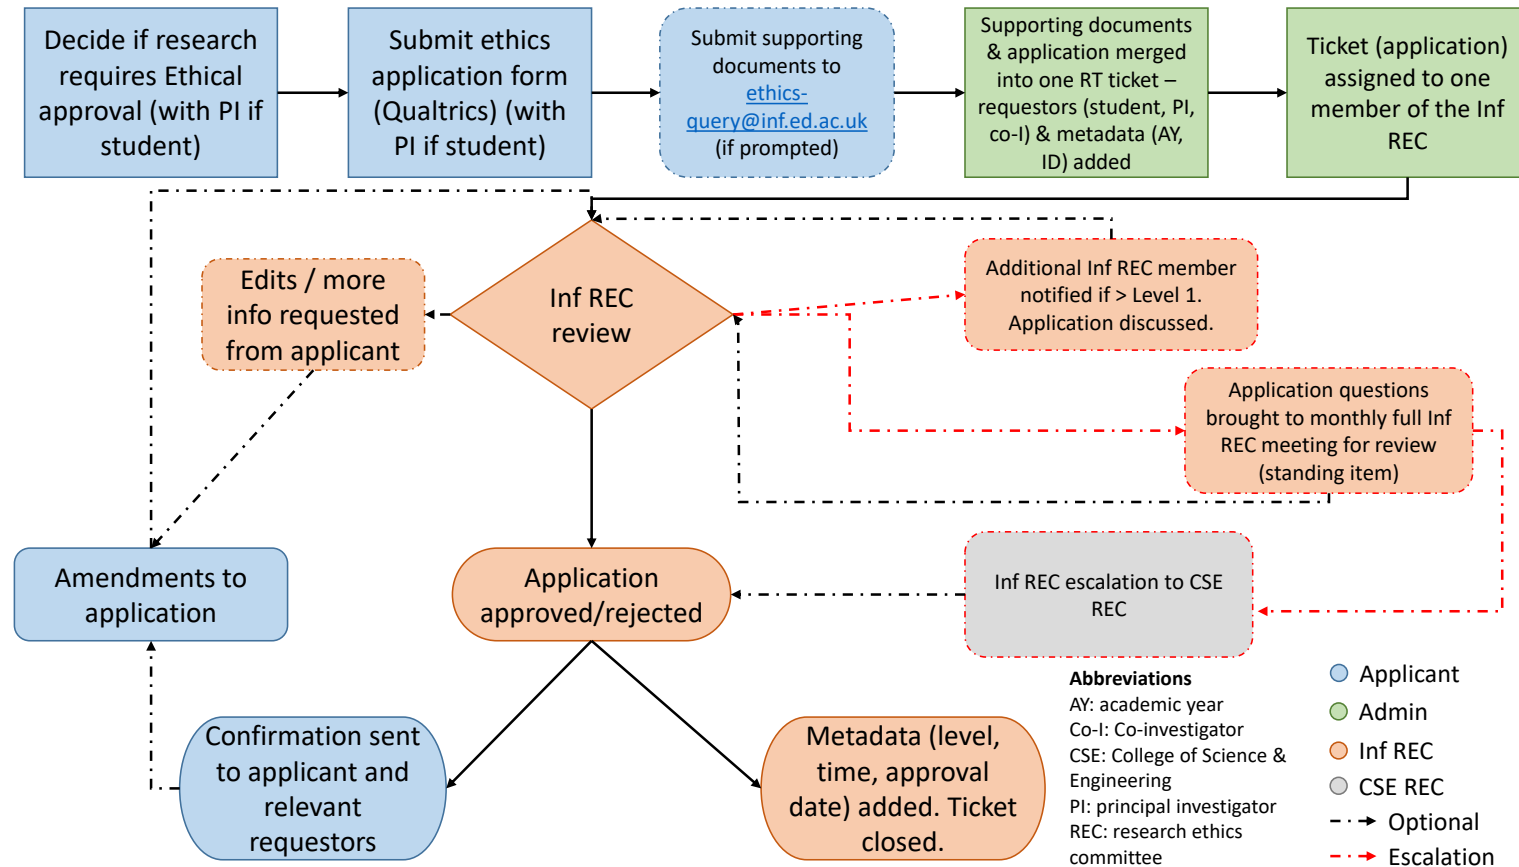 Decide if research
requires Ethical
approval (with PI if
student)
Submit ethics
application form
(Qualtrics) (with
PI if student)
Submit supporting
documents to
ethics-
query@inf.ed.ac.uk
(if prompted)
Supporting documents
& application merged
into one RT ticket –
requestors (student, PI,
co-I) & metadata (AY,
ID) added
Ticket (application)
assigned to one
member of the Inf
REC
Edits / more
info requested
from applicant
Inf REC
review
Additional Inf REC member
notified if > Level 1.
Application discussed.
Application questions
brought to monthly full Inf
REC meeting for review
(standing item)
Amendments to
application
Application
approved/rejected
Inf REC escalation to CSE
REC
Confirmation sent
to applicant and
relevant
requestors
Metadata (level,
time, approval
date) added. Ticket
closed.
Abbreviations
AY: academic year
Co-I: Co-investigator
CSE: College of Science &
Engineering
PI: principal investigator
REC: research ethics
committee
Applicant
Admin
Inf REC
CSE REC
Optional
Escalation